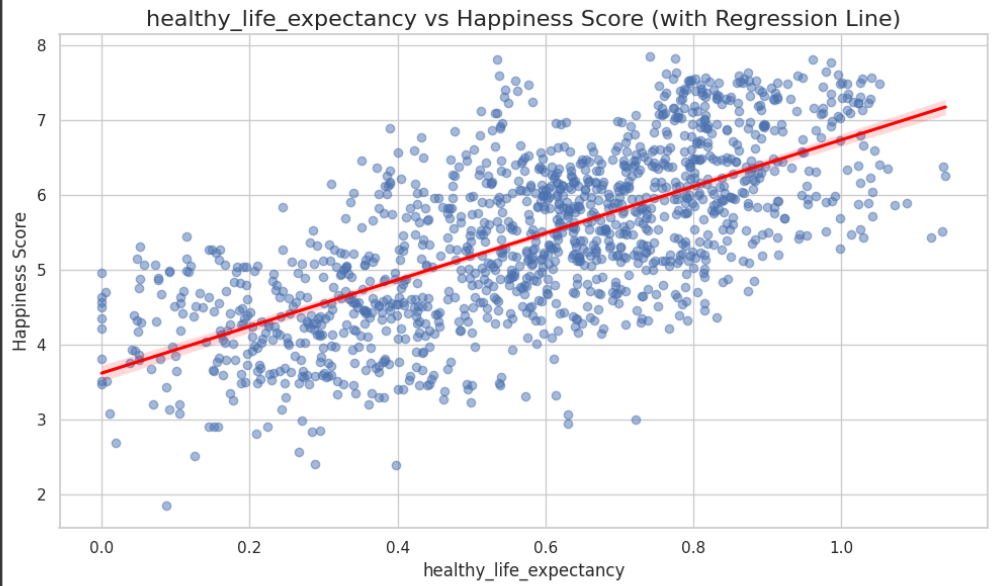 healthy_life_expectancy vs Happiness Score (with Regression Line)
8
7
6
5
4
3
2
Happiness Score
0.0 0.2 0.4 0.6 0.8 1.0
healthy_life_expectancy